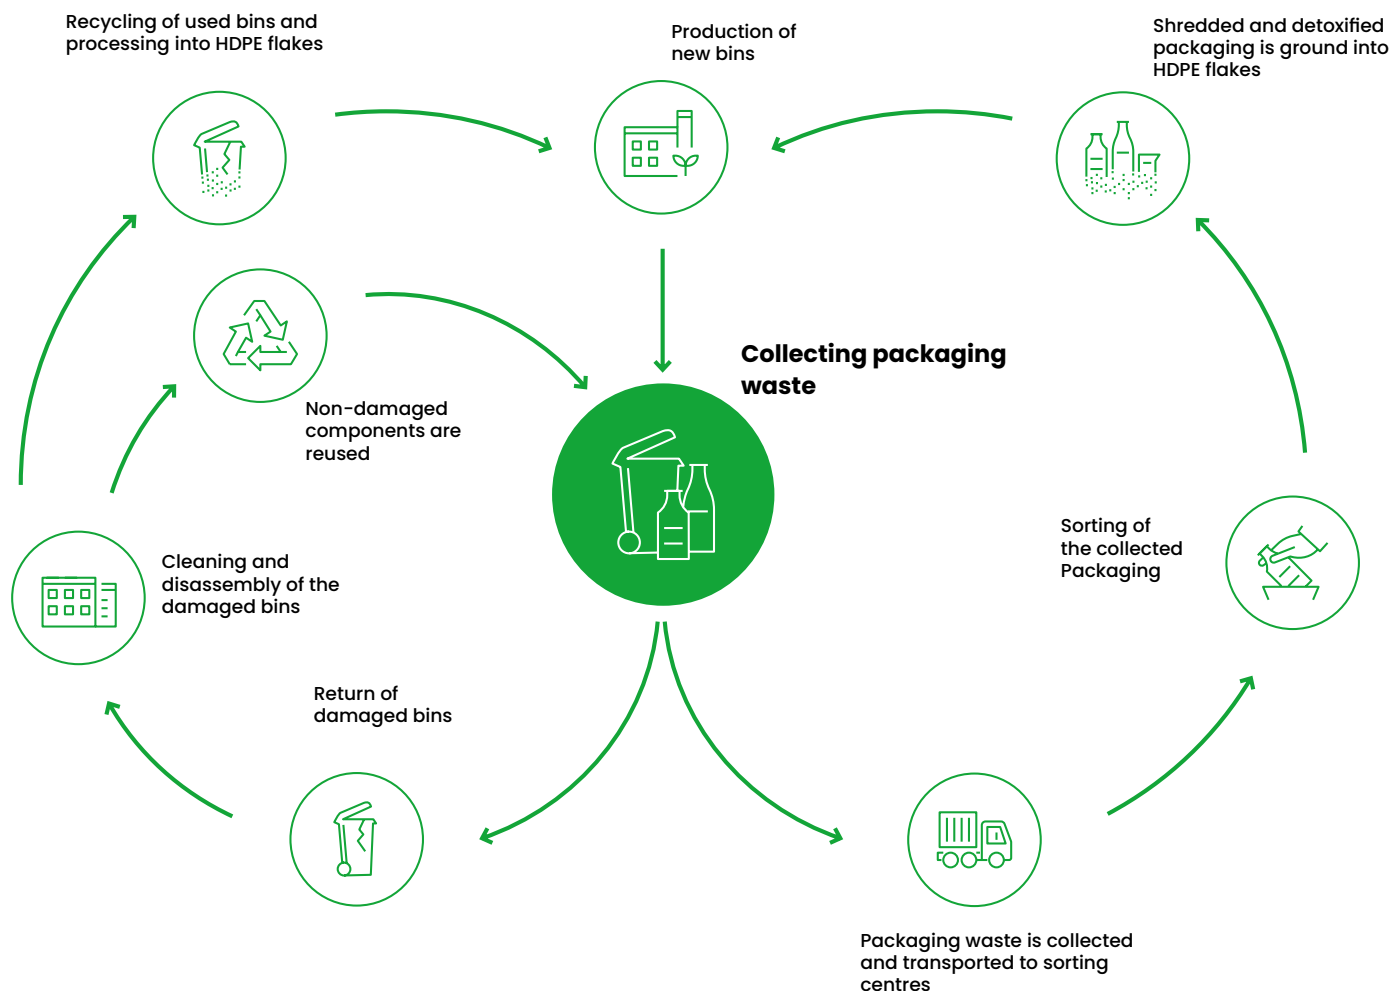 Recycling of used bins and
processing into HDPE flakes
Production of
new bins
Shredded and detoxified
packaging is ground into
HDPE flakes
Collecting packaging
waste
Non-damaged
components are
reused
Sorting of
the collected
Packaging
Cleaning and
disassembly of the
damaged bins
Return of
damaged bins
Packaging waste is collected
and transported to sorting
centres